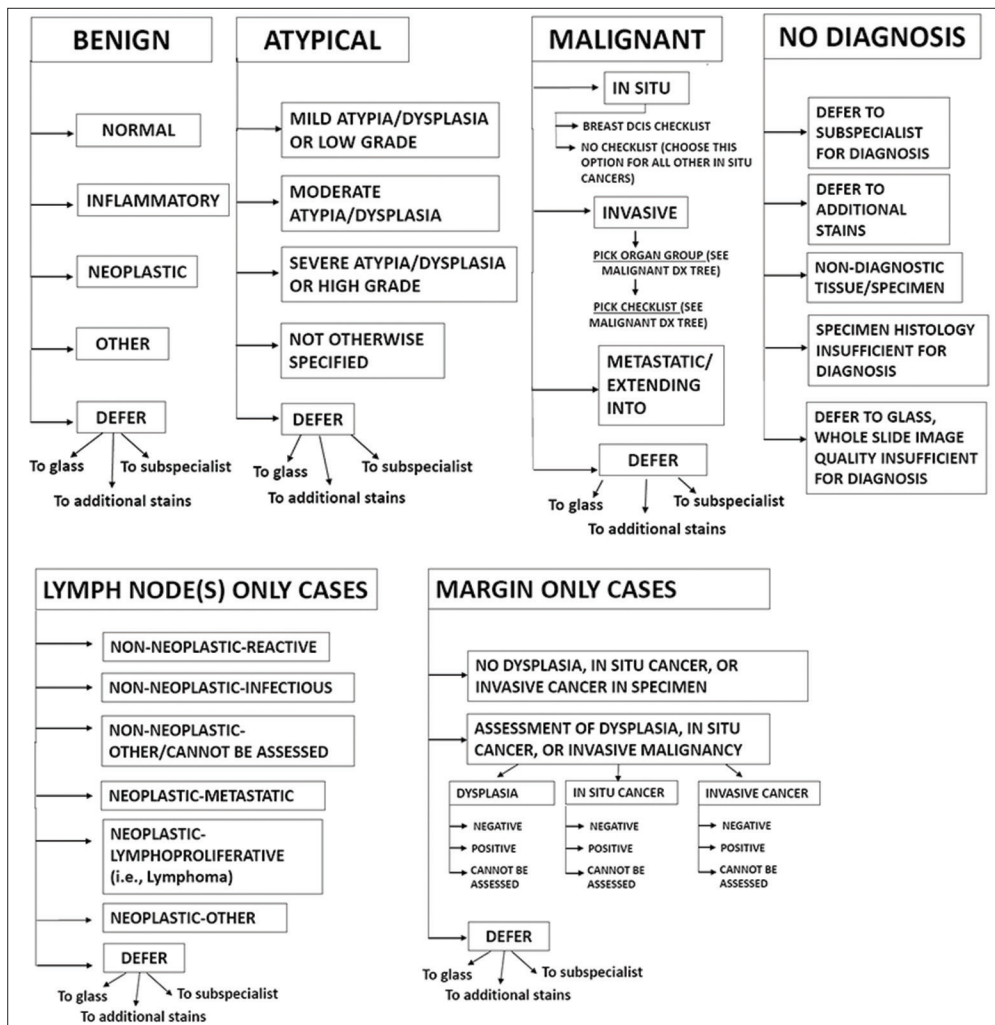 BENIGN
NORMAL
INFLAMMATORY
NEOPLASTIC
OTHER
DEFER
To glass
To subspecialist
To additional stains
ATYPICAL
MILD ATYPIA/DYSPLASIA
OR LOW GRADE
MODERATE
ATYPIA/DYSPLASIA
SEVERE ATYPIA/DYSPLASIA
OR HIGH GRADE
NOT OTHERWISE
SPECIFIED
DEFER
To glass
To subspecialist
To additional stains
MALIGNANT
IN SITU
BREAST DCIS CHECKLIST
NO CHECKLIST (CHOOSE THIS
OPTION FOR ALL OTHER IN SITU
CANCERS)
INVASIVE
PICK ORGAN GROUP (SEE
MALIGNANT DX TREE)
PICK CHECKLIST (SEE
MALIGNANT DX TREE)
METASTATIC/
EXTENDING
INTO
DEFER
To glass
To subspecialist
To additional stains
NO DIAGNOSIS
DEFER TO
SUBSPECIALIST
FOR DIAGNOSIS
DEFER TO
ADDITIONAL
STAINS
NON-DIAGNOSTIC
TISSUE/SPECIMEN
SPECIMEN HISTOLOGY
INSUFFICIENT FOR
DIAGNOSIS
DEFER TO GLASS,
WHOLE SLIDE IMAGE
QUALITY INSUFFICIENT
FOR DIAGNOSIS
LYMPH NODE(S) ONLY CASES
NON-NEOPLASTIC-REACTIVE
NON-NEOPLASTIC-INFECTIOUS
NON-NEOPLASTIC-
OTHER/CANNOT BE ASSESSED
NEOPLASTIC-METASTATIC
NEOPLASTIC-
LYMPHOPROLIFERATIVE
(i.e., Lymphoma)
NEOPLASTIC-OTHER
DEFER
To glass
To subspecialist
To additional stains
MARGIN ONLY CASES
NO DYSPLASIA, IN SITU CANCER, OR
INVASIVE CANCER IN SPECIMEN
ASSESSMENT OF DYSPLASIA, IN SITU
CANCER, OR INVASIVE MALIGNANCY
DYSPLASIA
NEGATIVE
POSITIVE
CANNOT BE
ASSESSED
IN SITU CANCER
NEGATIVE
POSITIVE
CANNOT BE
ASSESSED
INVASIVE CANCER
NEGATIVE
POSITIVE
CANNOT BE
ASSESSED
DEFER
To glass
To subspecialist
To additional stains